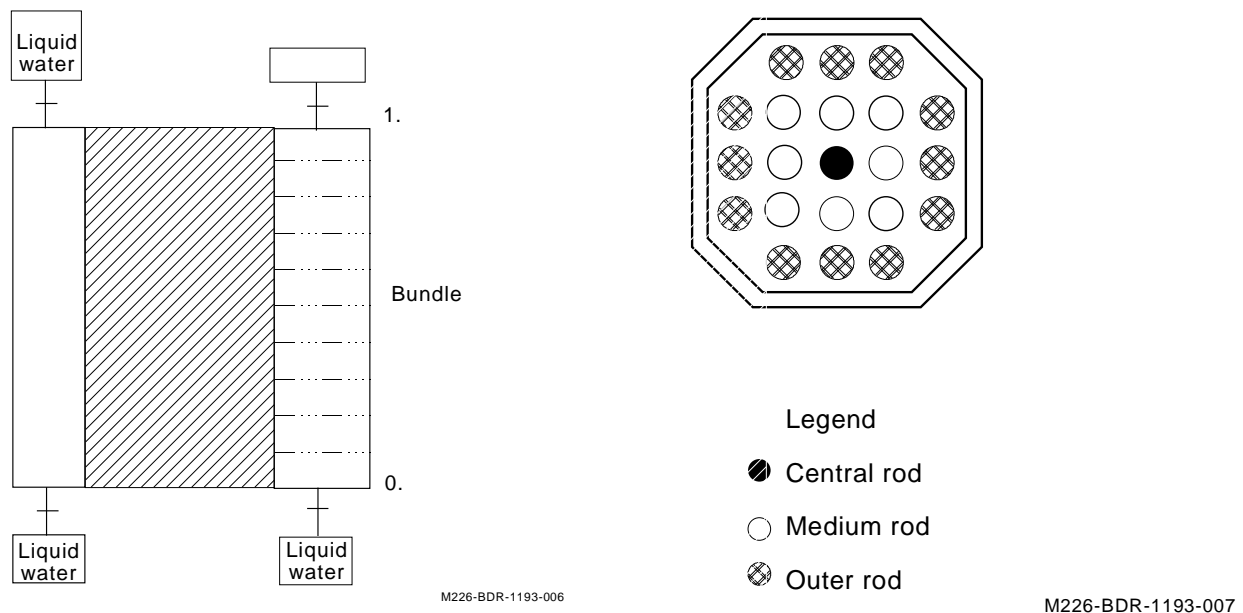 Liquid
water
1.
Bundle
0.
Liquid
water
Liquid
water
M226-BDR-1193-006
Legend
Central rod
Medium rod
Outer rod
M226-BDR-1193-007